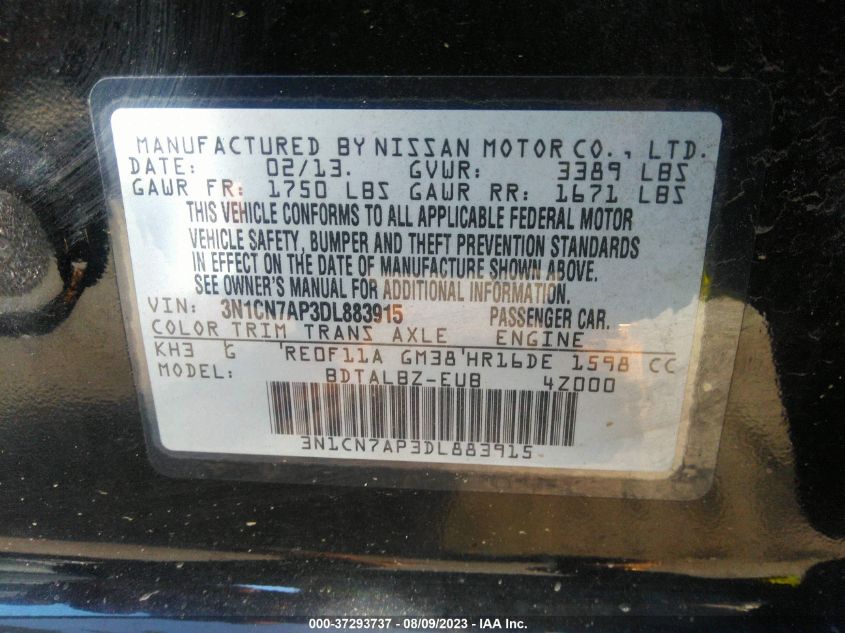 MANUFACTURED BY NISSAN MOTOR CO., LTD.
DATE: 02/13. GVWR: 3389 LBS
GAWR FR: 1750 LBS GAWR RR: 1671 LBS
THIS VEHICLE CONFORMS TO ALL APPLICABLE FEDERAL MOTOR
VEHICLE SAFETY, BUMPER AND THEFT PREVENTION STANDARDS
IN EFFECT ON THE DATE OF MANUFACTURE SHOWN ABOVE.
SEE OWNER'S MANUAL FOR ADDITIONAL INFORMATION.
VIN: 3N1CN7AP3DL883915 PASSENGER CAR.
COLOR TRIM TRANS AXLE ENGINE
KH3 G RE0F11A GM38 HR16DE 1598 CC
MODEL: BDTALBZ-EUB 4Z000
3N1CN7AP3DL883915
000-37293737 - 08/09/2023 - IAA Inc.